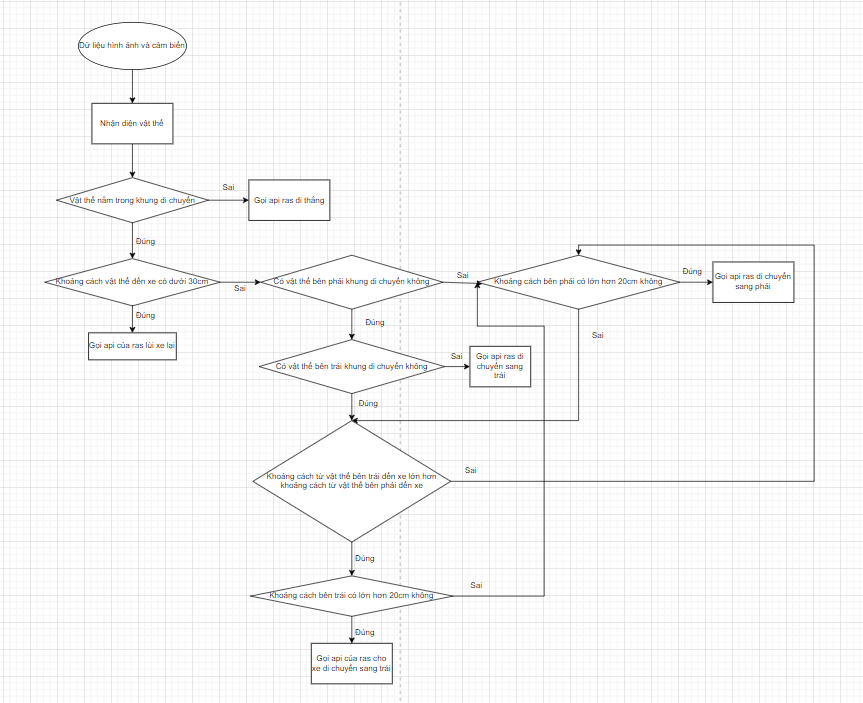 Dữ liệu hình ảnh và cảm biến
Nhận diện vật thể
Vật thể nằm trong khung di chuyển
Sai
Gọi api ras đi thẳng
Đúng
Khoảng cách vật thể đến xe có dưới 30cm
Sai
Có vật thể bên phải khung di chuyển không
Sai
Khoảng cách bên phải có lớn hơn 20cm không
Đúng
Gọi api ras di chuyển
sang phải
Đúng
Gọi api của ras lùi xe lại
Đúng
Sai
Có vật thể bên trái khung di chuyển không
Sai
Gọi api ras di
chuyển sang
trái
Đúng
Khoảng cách từ vật thể bên trái đến xe lớn hơn
khoảng cách từ vật thể bên phải đến xe
Sai
Đúng
Khoảng cách bên trái có lớn hơn 20cm không
Sai
Đúng
Gọi api của ras cho
xe di chuyển sang trái